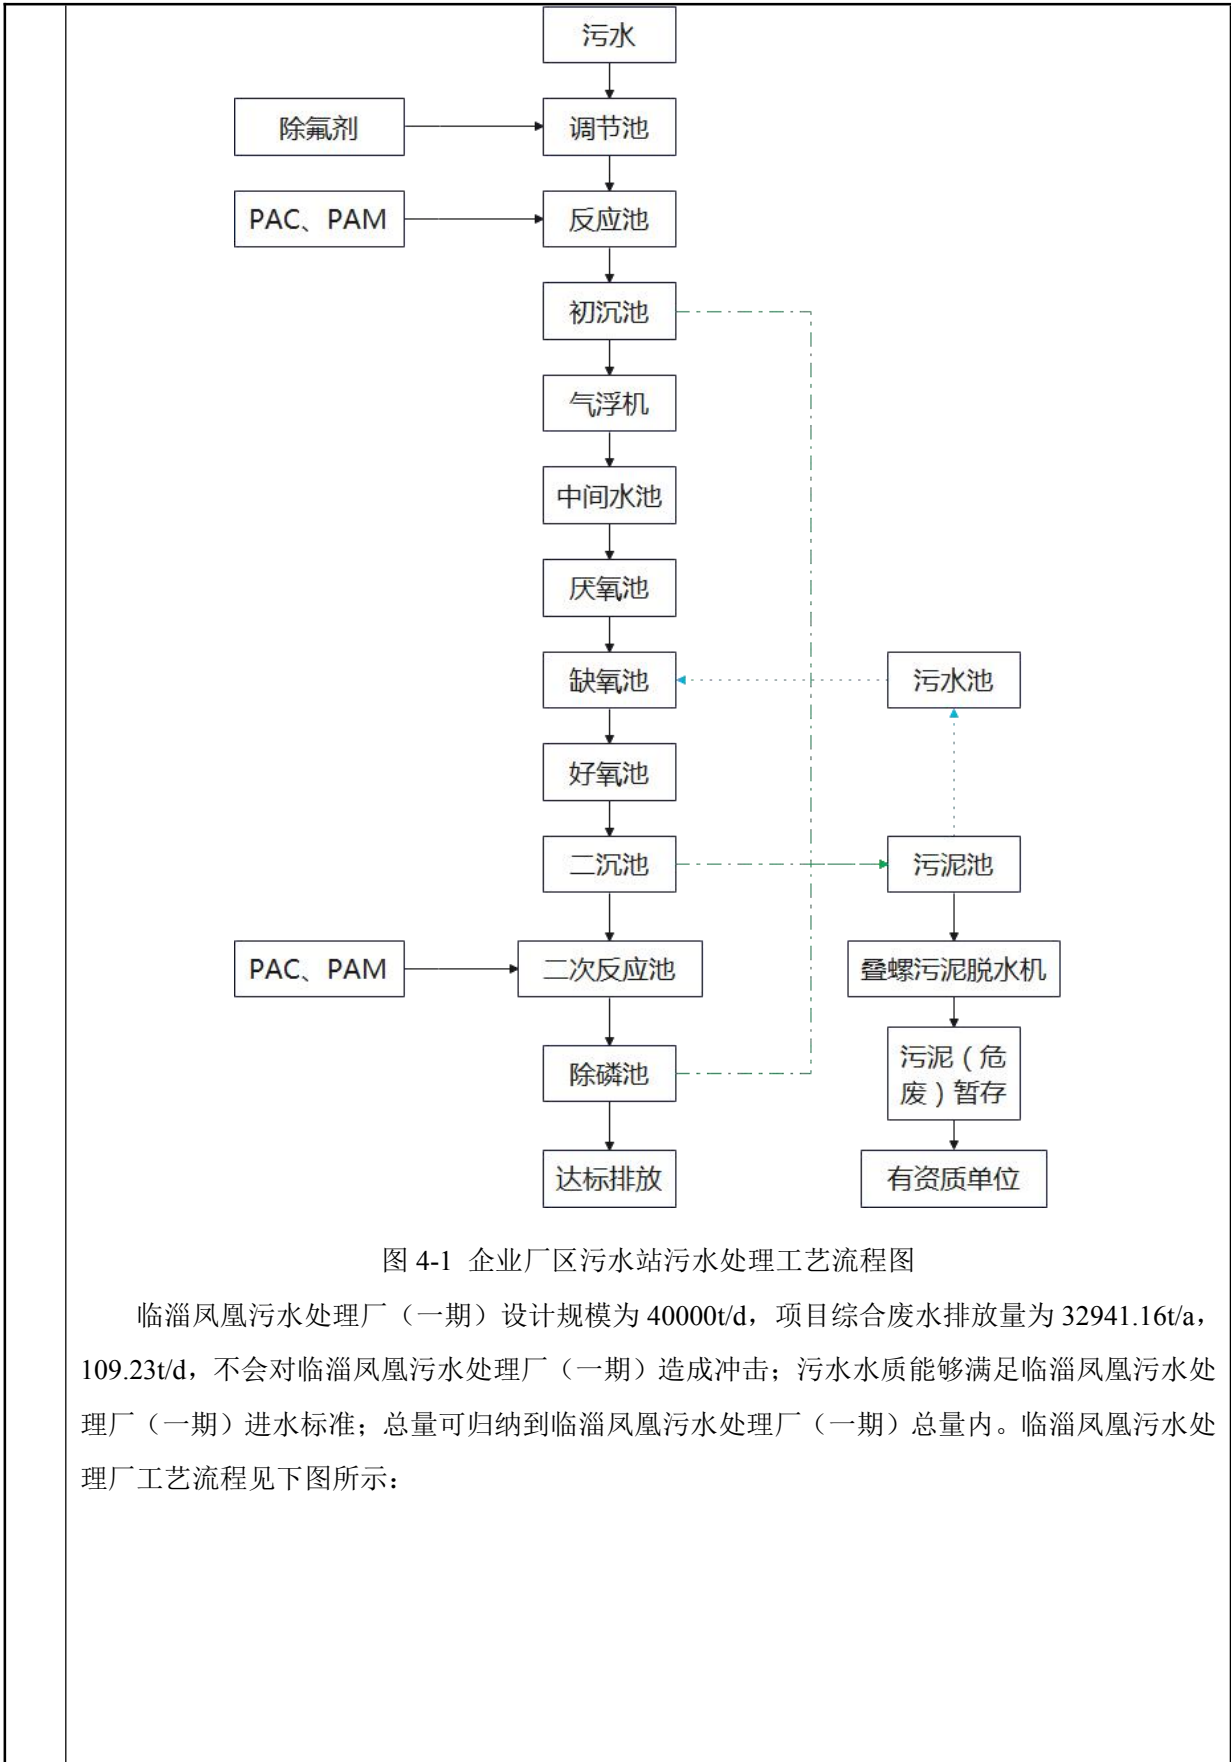 污水
除氟剂
调节池
PAC、PAM
反应池
初沉池
气浮机
中间水池
厌氧池
缺氧池
污水池
好氧池
二沉池
污泥池
PAC、PAM
二次反应池
叠螺污泥脱水机
除磷池
污泥（危
废）暂存
达标排放
有资质单位
图 4-1 企业厂区污水站污水处理工艺流程图
临淄凤凰污水处理厂（一期）设计规模为 40000t/d，项目综合废水排放量为 32941.16t/a，
109.23t/d，不会对临淄凤凰污水处理厂（一期）造成冲击；污水水质能够满足临淄凤凰污水处
理厂（一期）进水标准；总量可归纳到临淄凤凰污水处理厂（一期）总量内。临淄凤凰污水处
理厂工艺流程见下图所示：